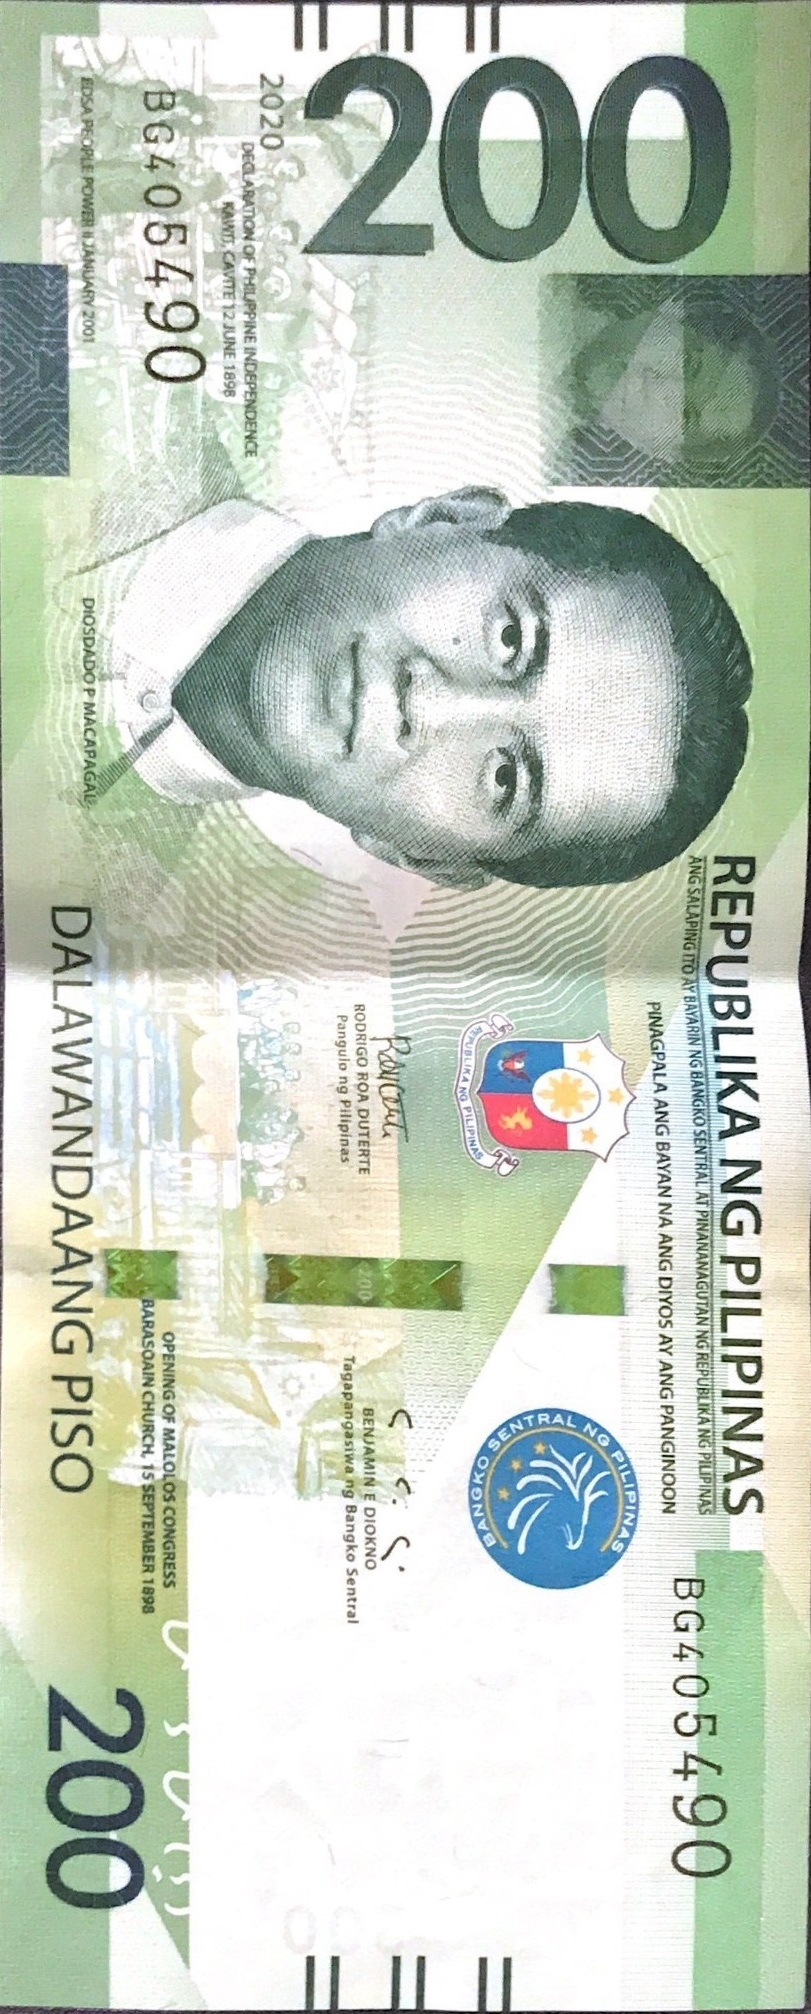 200
REPUBLIKA NG PILIPINAS
ANG SALAPING ITO AY BAYARIN NG BANGKO SENTRAL AT PINANANAGUTAN NG REPUBLIKA NG PILIPINAS
PINAGPALA ANG BAYAN NA ANG DIYOS AY ANG PANGINOON
BG405490
REPUBLIKA NG PILIPINAS
BANGKO SENTRAL NG PILIPINAS
RODRIGO ROA DUTERTE
Pangulo ng Pilipinas
BENJAMIN E DIOKNO
Tagapangasiwa ng Bangko Sentral
200
2020
DECLARATION OF PHILIPPINE INDEPENDENCE
KAWIT, CAVITE 12 JUNE 1898
BG405490
EDSA PEOPLE POWER II JANUARY 2001
DIOSDADO P MACAPAGAL
OPENING OF MALOLOS CONGRESS
BARASOAIN CHURCH, 15 SEPTEMBER 1898
DALAWANDAANG PISO
200